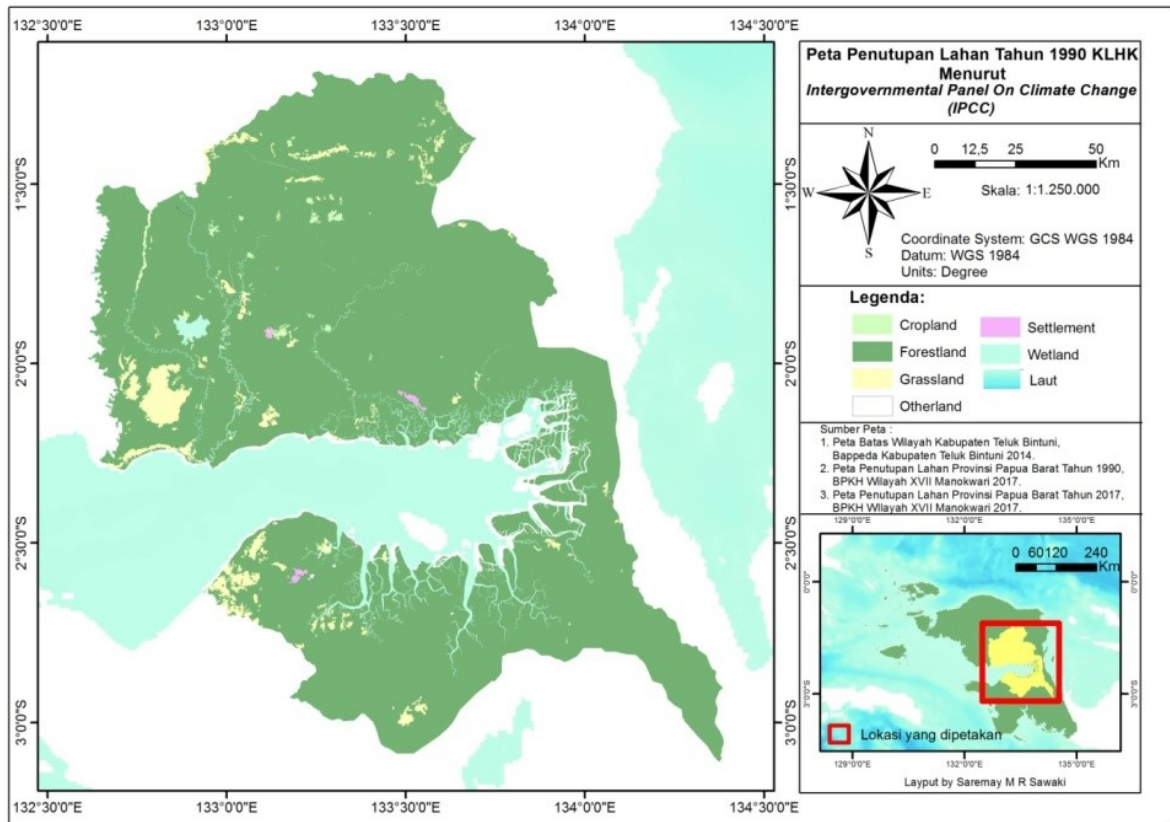 132°30'0"E 133°0'0"E 133°30'0"E 134°0'0"E 134°30'0"E
1°30'0"S
2°0'0"S
2°30'0"S
3°0'0"S
1°30'0"S
2°0'0"S
2°30'0"S
3°0'0"S
132°30'0"E 133°0'0"E 133°30'0"E 134°0'0"E 134°30'0"E
Peta Penutupan Lahan Tahun 1990 KLHK
Menurut
Intergovernmental Panel On Climate Change
(IPCC)
N
W E
S
0 12,5 25 50
Km
Skala: 1:1.250.000
Coordinate System: GCS WGS 1984
Datum: WGS 1984
Units: Degree
Legenda:
Cropland Settlement
Forestland Wetland
Grassland Laut
Otherland
Sumber Peta :
1. Peta Batas Wilayah Kabupaten Teluk Bintuni,
Bappeda Kabupaten Teluk Bintuni 2014.
2. Peta Penutupan Lahan Provinsi Papua Barat Tahun 1990,
BPKH Wilayah XVII Manokwari 2017.
3. Peta Penutupan Lahan Provinsi Papua Barat Tahun 2017,
BPKH Wilayah XVII Manokwari 2017.
129°0'0"E 132°0'0"E 135°0'0"E
0 60120 240
Km
0°0'0"
3°0'0"S
0°0'0"
3°0'0"S
Lokasi yang dipetakan
129°0'0"E 132°0'0"E 135°0'0"E
Layput by Saremay M R Sawaki